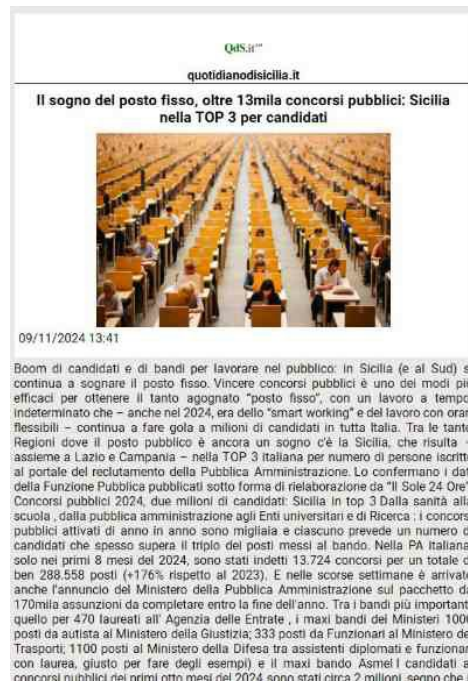 QdS.it
quotidianodisicilia.it
Il sogno del posto fisso, oltre 13mila concorsi pubblici: Sicilia
nella TOP 3 per candidati
09/11/2024 13:41
Boom di candidati e di bandi per lavorare nel pubblico: in Sicilia (e al Sud) s
continua a sognare il posto fisso. Vincere concorsi pubblici è uno dei modi pi
efficaci per ottenere il tanto agognato "posto fisso", con un lavoro a tempo
indeterminato che – anche nel 2024, era dello "smart working" e del lavoro con orar
flessibili – continua a fare gola a milioni di candidati in tutta Italia. Tra le tante
Regioni dove il posto pubblico è ancora un sogno c'è la Sicilia, che risulta –
assieme a Lazio e Campania – nella TOP 3 italiana per numero di persone iscritte
al portale del reclutamento della Pubblica Amministrazione. Lo confermano i dat
della Funzione Pubblica pubblicati sotto forma di rielaborazione da "Il Sole 24 Ore"
Concorsi pubblici 2024, due milioni di candidati: Sicilia in top 3 Dalla sanità alla
scuola , dalla pubblica amministrazione agli Enti universitari e di Ricerca : i concors
pubblici attivati di anno in anno sono migliaia e ciascuno prevede un numero d
candidati che spesso supera il triplo dei posti messi al bando. Nella PA italiana
solo nei primi 8 mesi del 2024, sono stati indetti 13.724 concorsi per un totale d
ben 288.558 posti (+176% rispetto al 2023). E nelle scorse settimane è arrivato
anche l'annuncio del Ministero della Pubblica Amministrazione sul pacchetto da
170mila assunzioni da completare entro la fine dell'anno. Tra i bandi più important
quello per 470 laureati all' Agenzia delle Entrate , i maxi bandi dei Ministeri 1000
posti da autista al Ministero della Giustizia; 333 posti da Funzionari al Ministero de
Trasporti; 1100 posti al Ministero della Difesa tra assistenti diplomati e funzionar
con laurea, giusto per fare degli esempi) e il maxi bando Asmel I candidati a
concorsi pubblici dei primi otto mesi del 2024 sono stati circa 2 milioni, segno che i